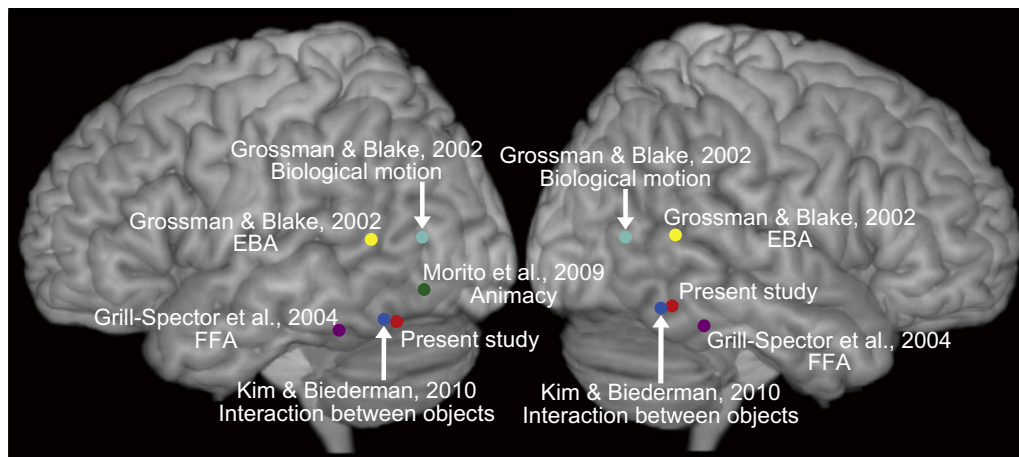 Grossman & Blake, 2002
Biological motion
Grossman & Blake, 2002
EBA
Morito et al., 2009
Animacy
Grill-Spector et al., 2004
FFA
Present study
Kim & Biederman, 2010
Interaction between objects
Grossman & Blake, 2002
Biological motion
Grossman & Blake, 2002
EBA
Present study
Grill-Spector et al., 2004
FFA
Kim & Biederman, 2010
Interaction between objects